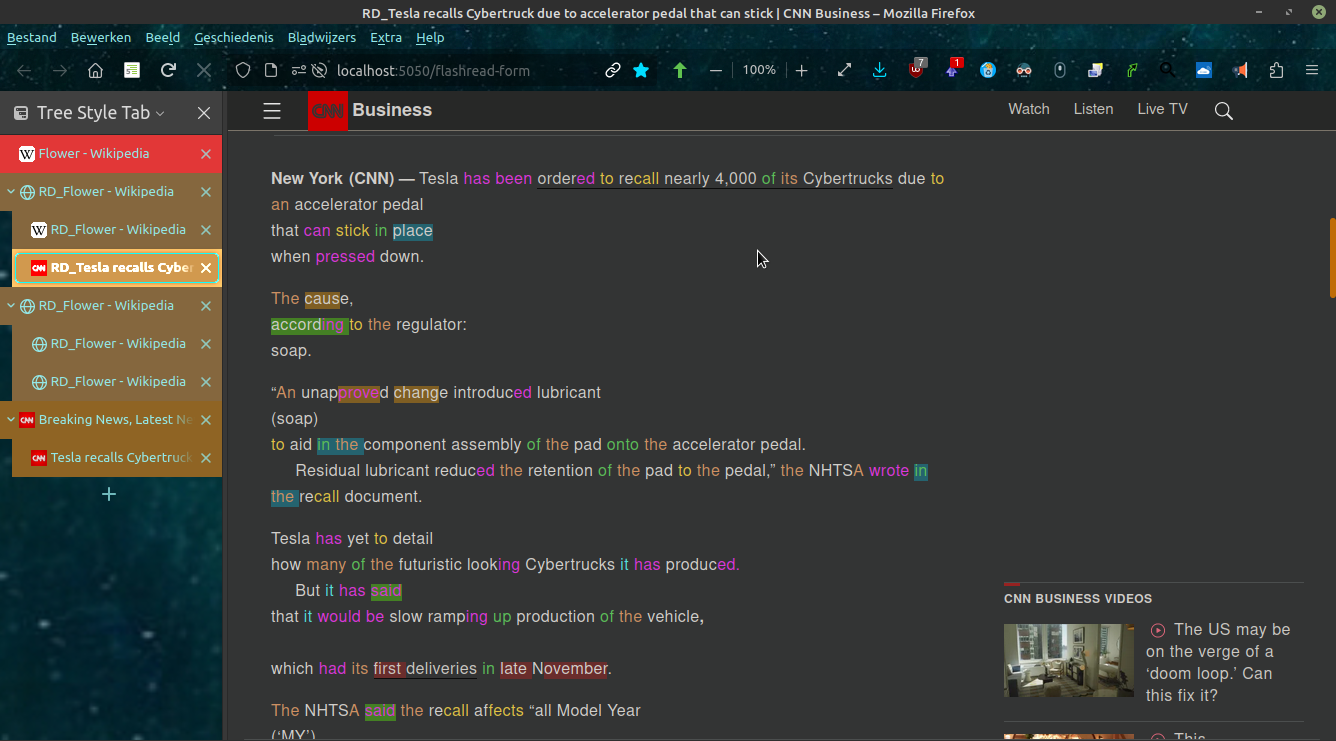 RD_Tesla recalls Cybertruck due to accelerator pedal that can stick | CNN Business – Mozilla Firefox
Bestand Bewerken Beeld Geschiedenis Bladwijzers Extra Help
localhost:5050/flashread-form
100%
7
1
Tree Style Tab
Flower - Wikipedia
RD_Flower - Wikipedia
RD_Flower - Wikipedia
RD_Tesla recalls Cyber
RD_Flower - Wikipedia
RD_Flower - Wikipedia
RD_Flower - Wikipedia
Breaking News, Latest Ne
Tesla recalls Cybertruck
CNN Business
Watch Listen Live TV
New York (CNN) — Tesla has been ordered to recall nearly 4,000 of its Cybertrucks due to
an accelerator pedal
that can stick in place
when pressed down.
The cause,
according to the regulator:
soap.
“An unapproved change introduced lubricant
(soap)
to aid in the component assembly of the pad onto the accelerator pedal.
Residual lubricant reduced the retention of the pad to the pedal,” the NHTSA wrote in
the recall document.
Tesla has yet to detail
how many of the futuristic looking Cybertrucks it has produced.
But it has said
that it would be slow ramping up production of the vehicle,
which had its first deliveries in late November.
The NHTSA said the recall affects “all Model Year
(‘MY’)
CNN BUSINESS VIDEOS
The US may be
on the verge of a
‘doom loop.’ Can
this fix it?
This